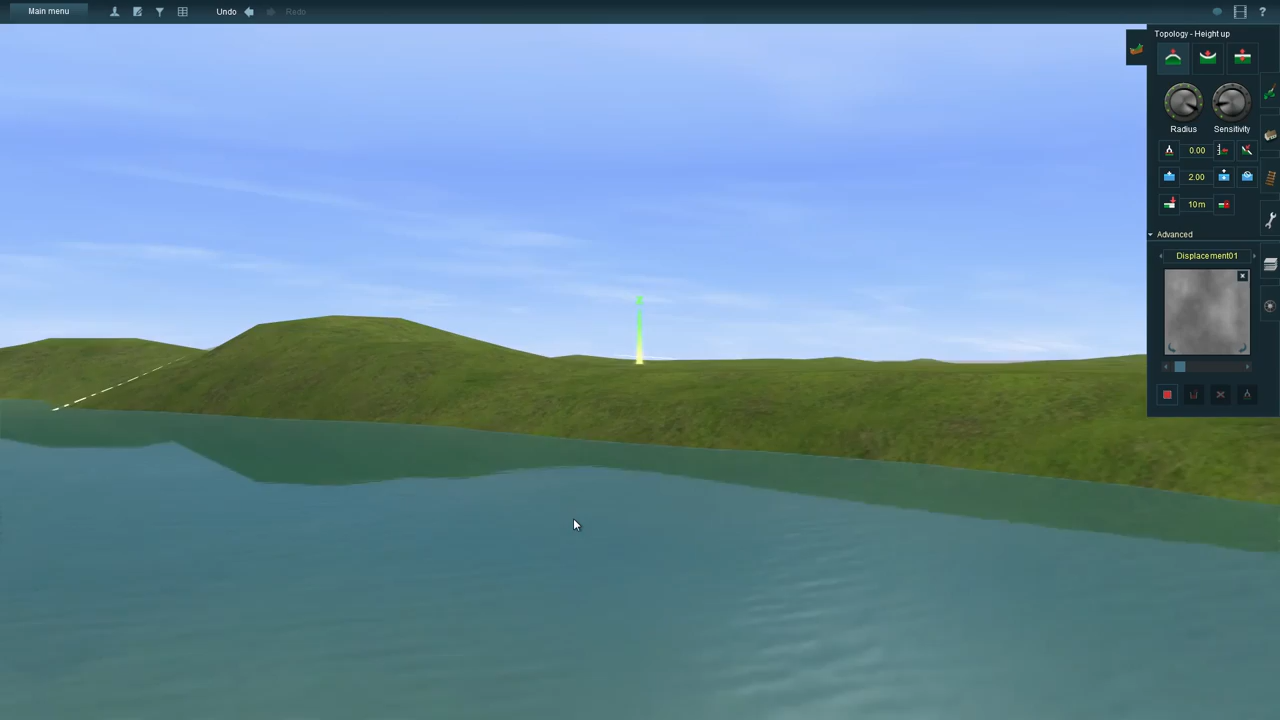 Main menu
Undo
Redo
?
Topology - Height up
Radius
Sensitivity
0.00
2.00
10m
Advanced
Displacement01